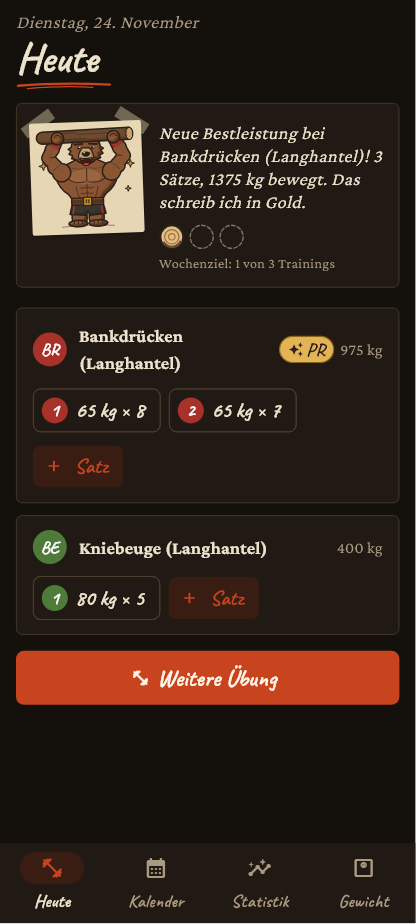 Dienstag, 24. November
Heute
Neue Bestleistung bei
Bankdrücken (Langhantel)! 3
Sätze, 1375 kg bewegt. Das
schreib ich in Gold.
Wochenziel: 1 von 3 Trainings
BR
Bankdrücken
(Langhantel)
PR
975 kg
1 65 kg × 8
2 65 kg × 7
+ Satz
BE
Kniebeuge (Langhantel)
400 kg
1 80 kg × 5
+ Satz
Weitere Übung
Heute Kalender Statistik Gewicht